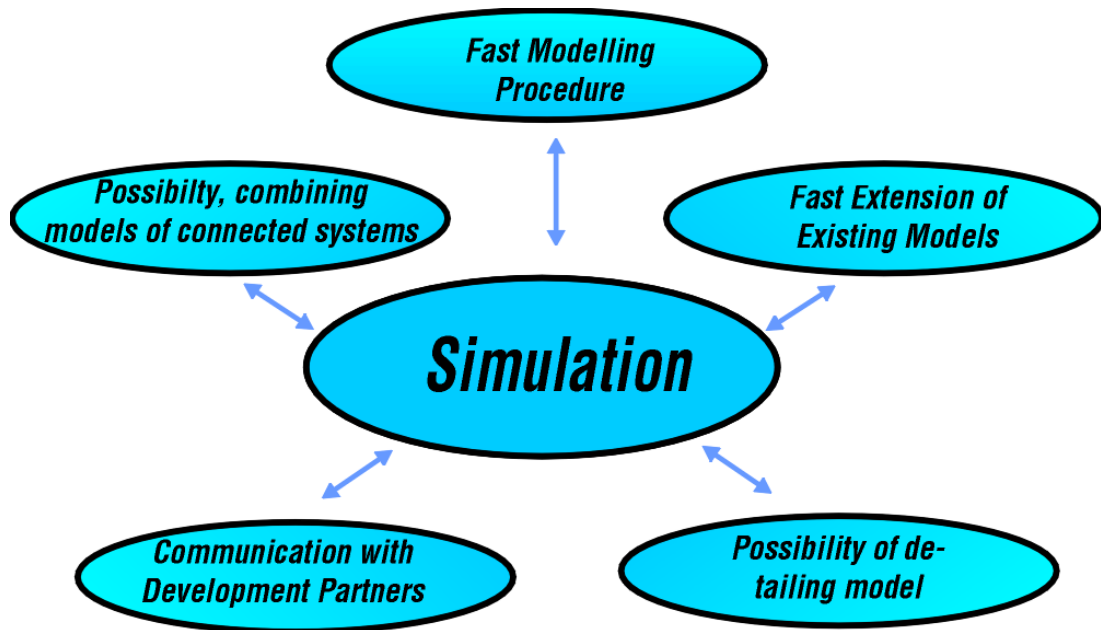 Fast Modelling
Procedure
Possibilty, combining
models of connected systems
Fast Extension of
Existing Models
Simulation
Communication with
Development Partners
Possibility of de-
tailing model